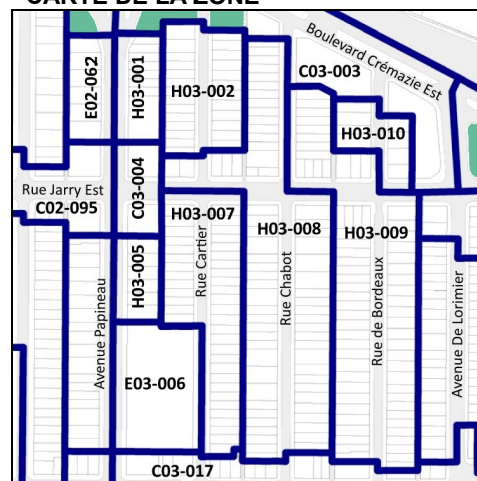 CARTE DE LA ZONE
Boulevard Crémazie Est
C03-003
E02-062
H03-001
H03-002
H03-010
Rue Jarry Est
C02-095
C03-004
H03-007
H03-008
H03-009
H03-005
Rue Cartier
Rue Chabot
Rue de Bordeaux
Avenue Papineau
Avenue De Lorimier
E03-006
C03-017